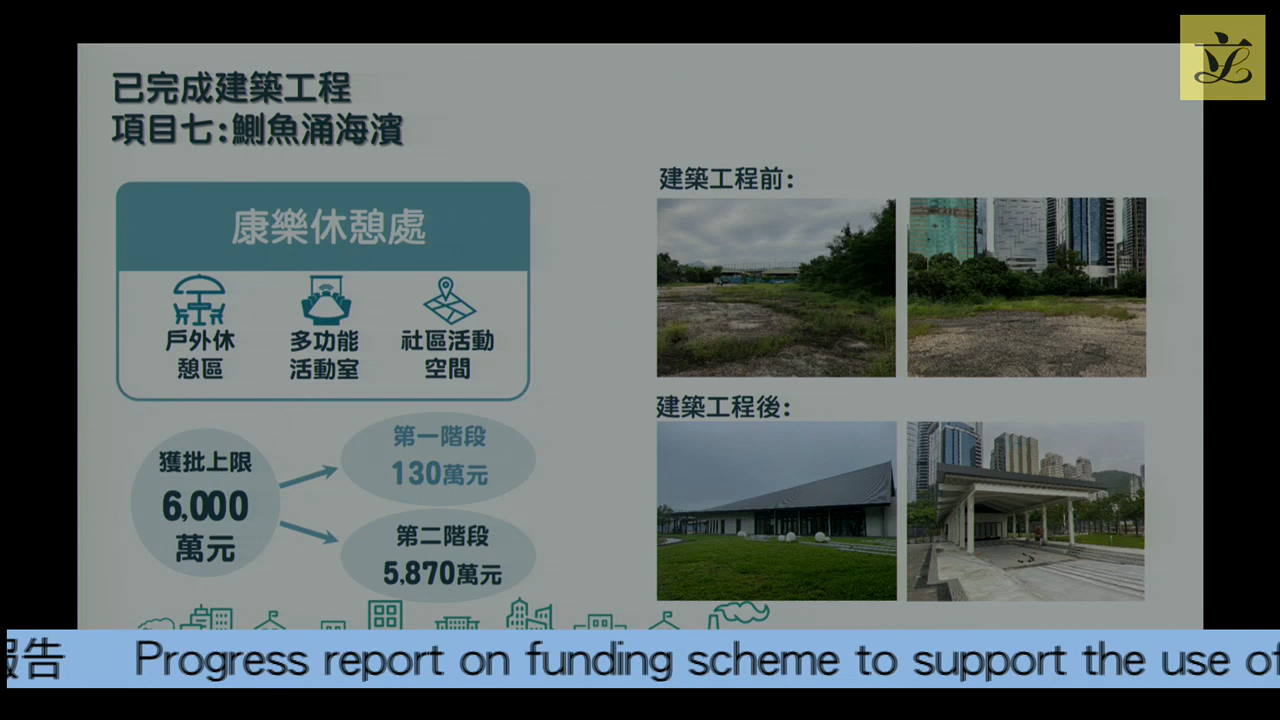 已完成建築工程
項目七:鰂魚涌海濱
康樂休憩處
戶外休
憩區
多功能
活動室
社區活動
空間
獲批上限
6,000
萬元
第一階段
130萬元
第二階段
5,870萬元
建築工程前:
建築工程後:
報告 Progress report on funding scheme to support the use of